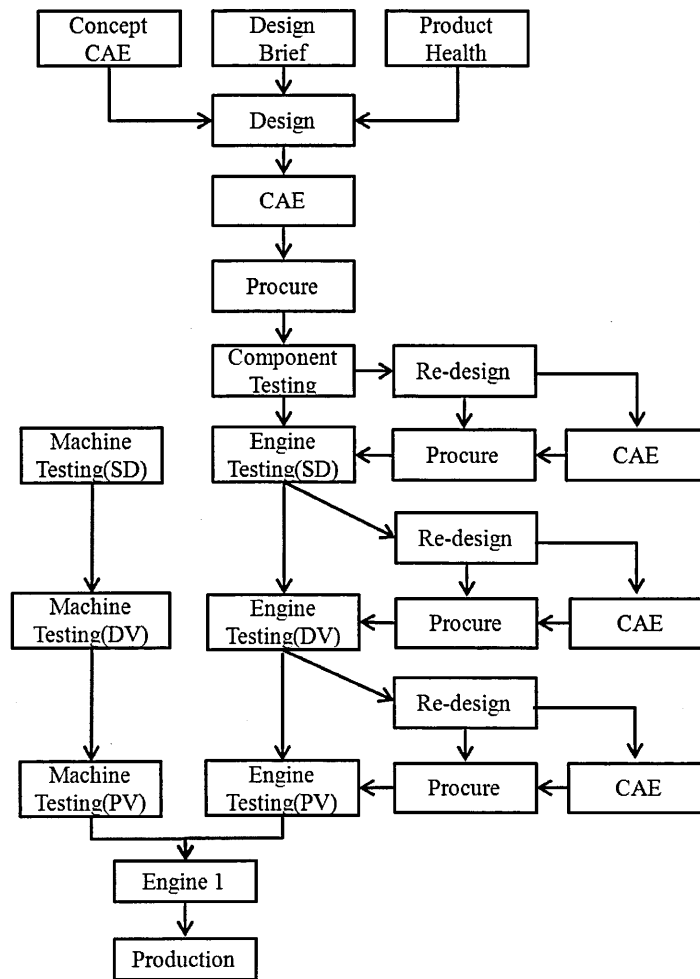 Concept
CAE
Design
Brief
Product
Health
Design
CAE
Procure
Component
Testing
Re-design
Machine
Testing(SD)
Engine
Testing(SD)
Procure
CAE
Re-design
Machine
Testing(DV)
Engine
Testing(DV)
Procure
CAE
Re-design
Machine
Testing(PV)
Engine
Testing(PV)
Procure
CAE
Engine 1
Production